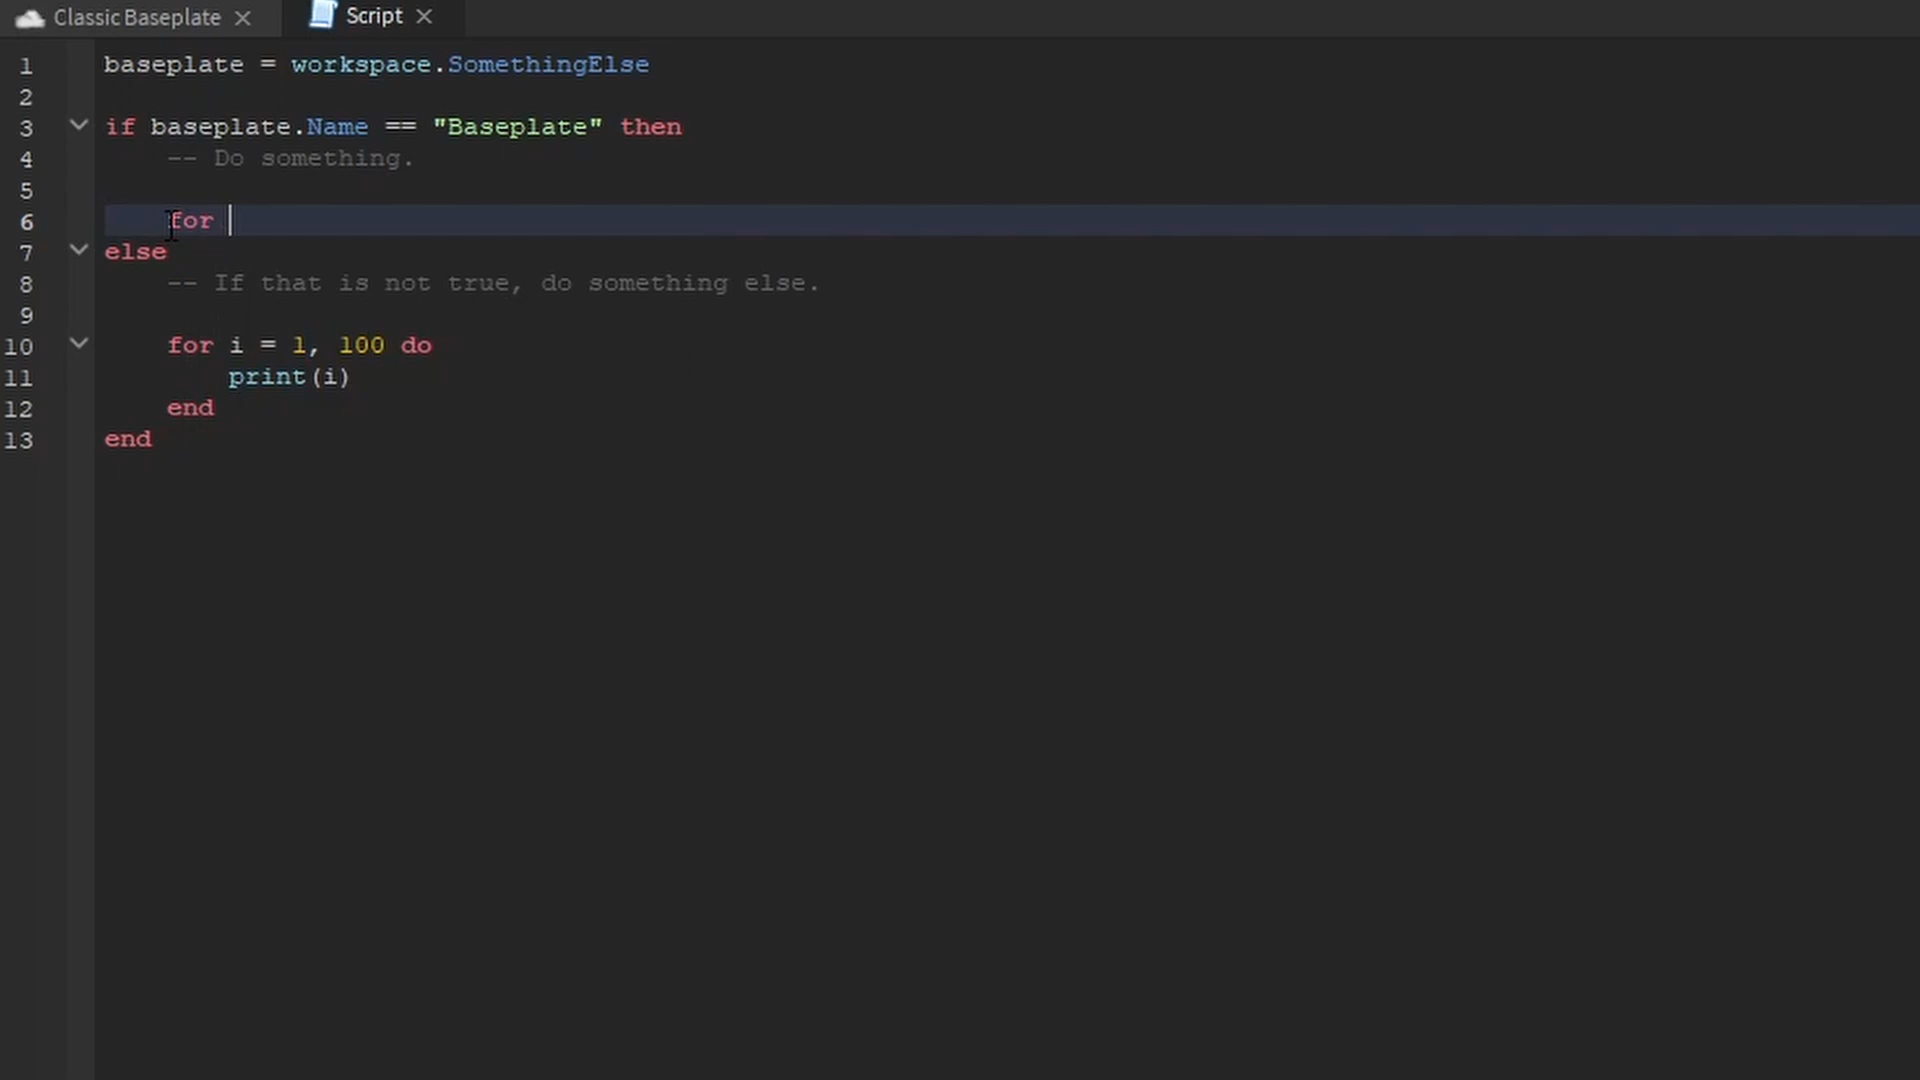 Classic Baseplate
Script
1 baseplate = workspace.SomethingElse
2
3 if baseplate.Name == "Baseplate" then
4 -- Do something.
5
6 for
7 else
8 -- If that is not true, do something else.
9
10 for i = 1, 100 do
11 print(i)
12 end
13 end